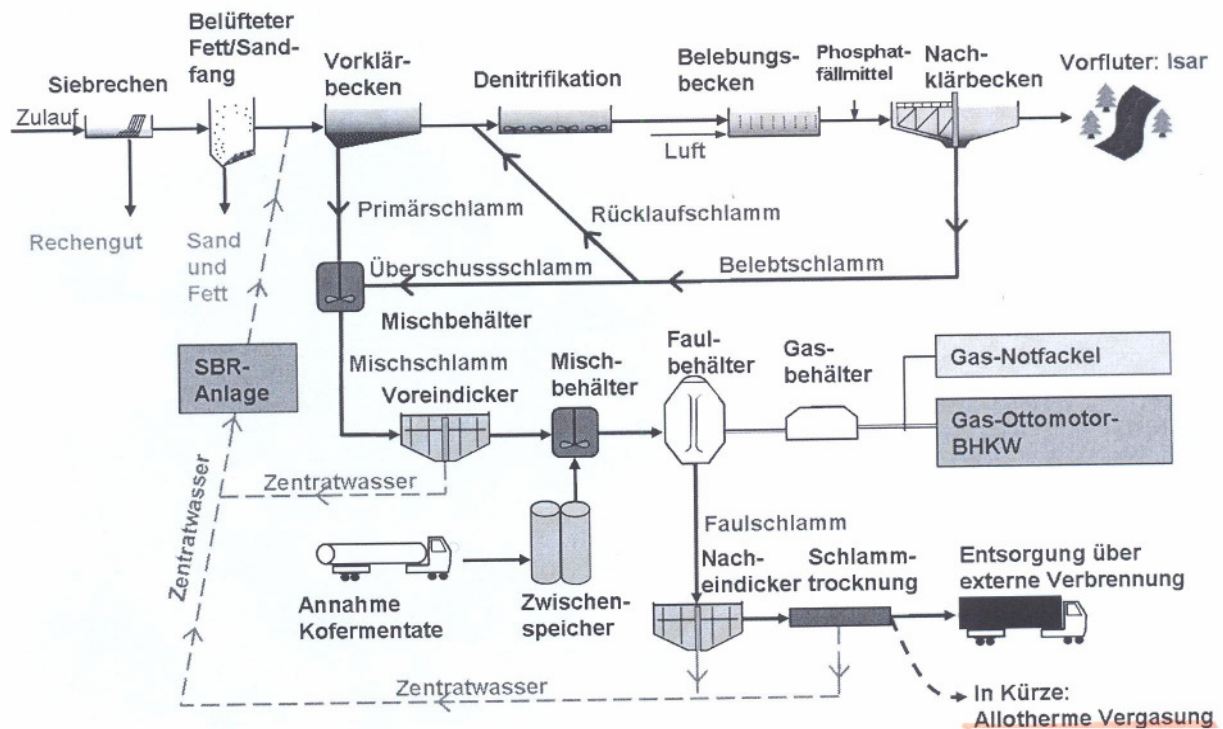 Belüfteter
Fett/Sand-
fang
Siebrechen
Vorklär-
becken
Denitrifikation
Belebungs-
becken
Phosphat-
fällmittel
Nach-
klärbecken
Vorfluter: Isar
Zulauf
Luft
Rechengut
Sand
und
Fett
Primärschlamm
Rücklaufschlamm
Überschussschlamm
Belebtschlamm
Mischbehälter
SBR-
Anlage
Mischschlamm
Voreindicker
Misch-
behälter
Faul-
behälter
Gas-
behälter
Gas-Notfackel
Gas-Ottomotor-
BHKW
Zentratwasser
Zentratwasser
Annahme
Kofermentate
Zwischen-
speicher
Faulschlamm
Nach-
eindicker
Schlamm-
trocknung
Entsorgung über
externe Verbrennung
Zentratwasser
In Kürze:
Allotherme Vergasung